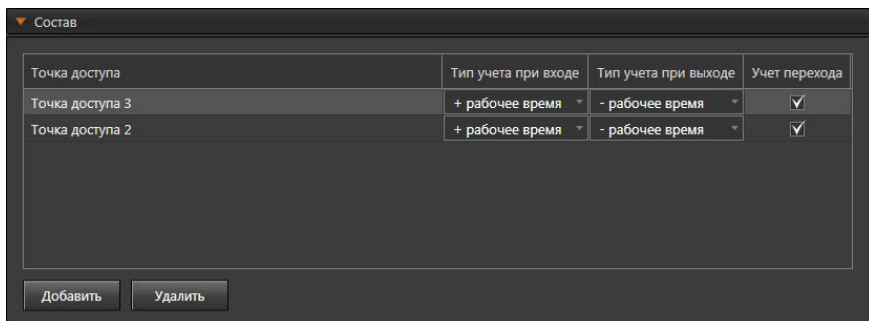 Состав
Точка доступа Тип учета при входе Тип учета при выходе Учет перехода
Точка доступа 3 + рабочее время - рабочее время
Точка доступа 2 + рабочее время - рабочее время
Добавить Удалить